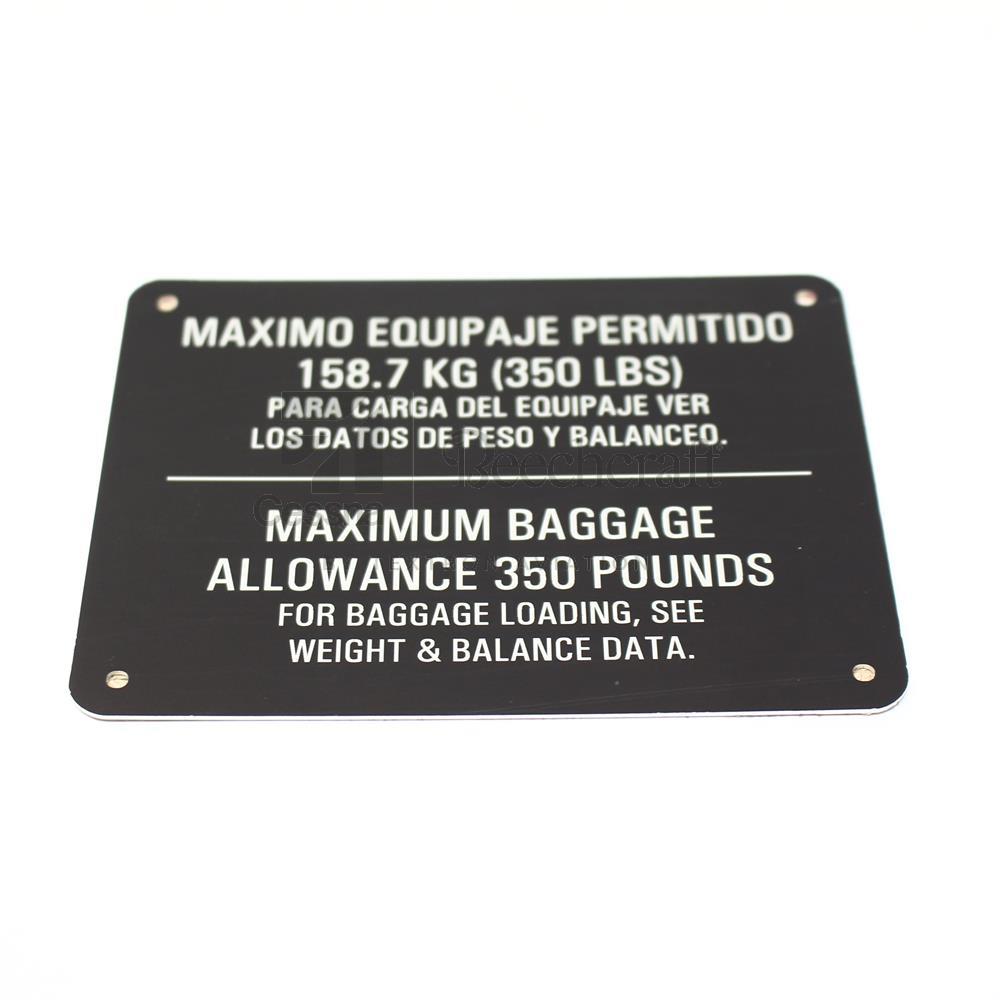 MAXIMO EQUIPAJE PERMITIDO
158.7 KG (350 LBS)
PARA CARGA DEL EQUIPAJE VER
LOS DATOS DE PESO Y BALANCEO.
Beechcraft
MAXIMUM BAGGAGE
ALLOWANCE 350 POUNDS
FOR BAGGAGE LOADING, SEE
WEIGHT & BALANCE DATA.